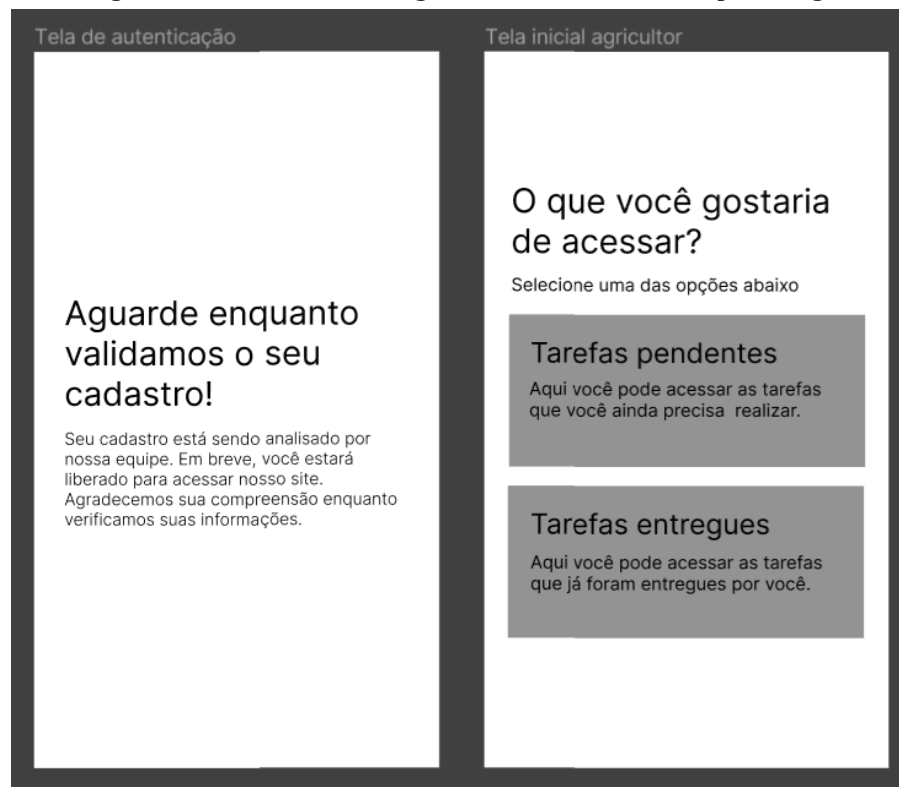 Tela de autenticação
Aguarde enquanto
validamos o seu
cadastro!
Seu cadastro está sendo analisado por
nossa equipe. Em breve, você estará
liberado para acessar nosso site.
Agradecemos sua compreensão enquanto
verificamos suas informações.
Tela inicial agricultor
O que você gostaria
de acessar?
Selecione uma das opções abaixo
Tarefas pendentes
Aqui você pode acessar as tarefas
que você ainda precisa realizar.
Tarefas entregues
Aqui você pode acessar as tarefas
que já foram entregues por você.